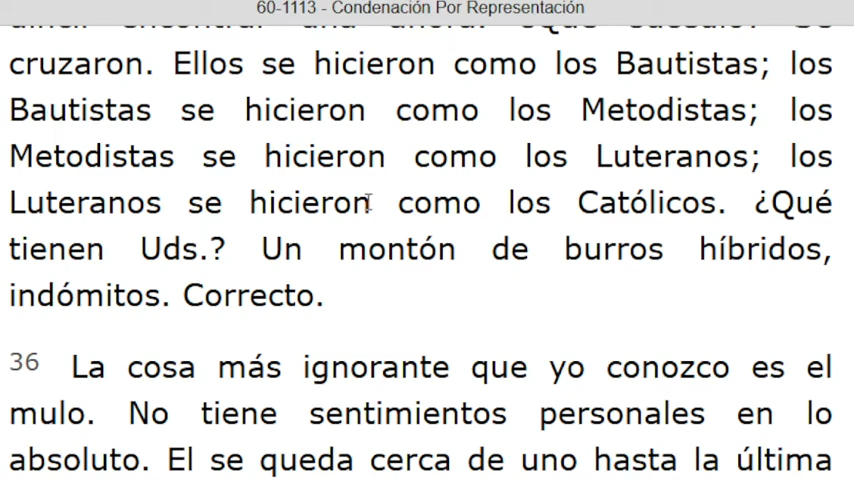 60-1113 - Condenación Por Representación
cruzaron. Ellos se hicieron como los Bautistas; los
Bautistas se hicieron como los Metodistas; los
Metodistas se hicieron como los Luteranos; los
Luteranos se hicieron como los Católicos. ¿Qué
tienen Uds.? Un montón de burros híbridos,
indómitos. Correcto.
36 La cosa más ignorante que yo conozco es el
mulo. No tiene sentimientos personales en lo
absoluto. El se queda cerca de uno hasta la última